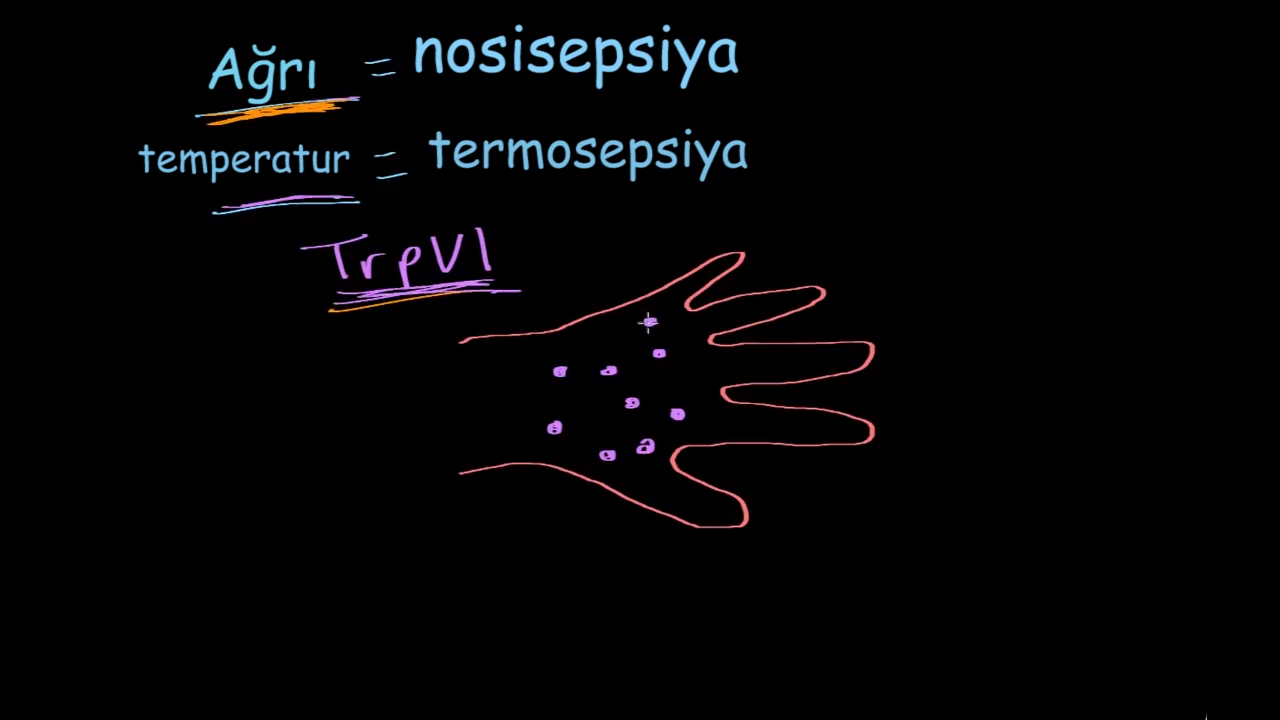 Ağrı = nosisepsiya
temperatur = termosepsiya
TrpV1